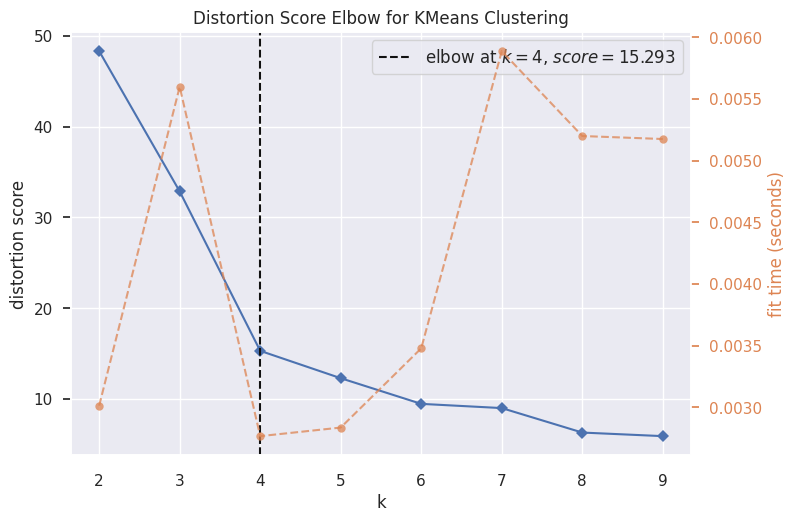 Distortion Score Elbow for KMeans Clustering
elbow at k = 4, score = 15.293
distortion score
50
40
30
20
10
2 3 4 5 6 7 8 9
k
0.0060
0.0055
0.0050
0.0045
0.0040
0.0035
0.0030
fit time (seconds)